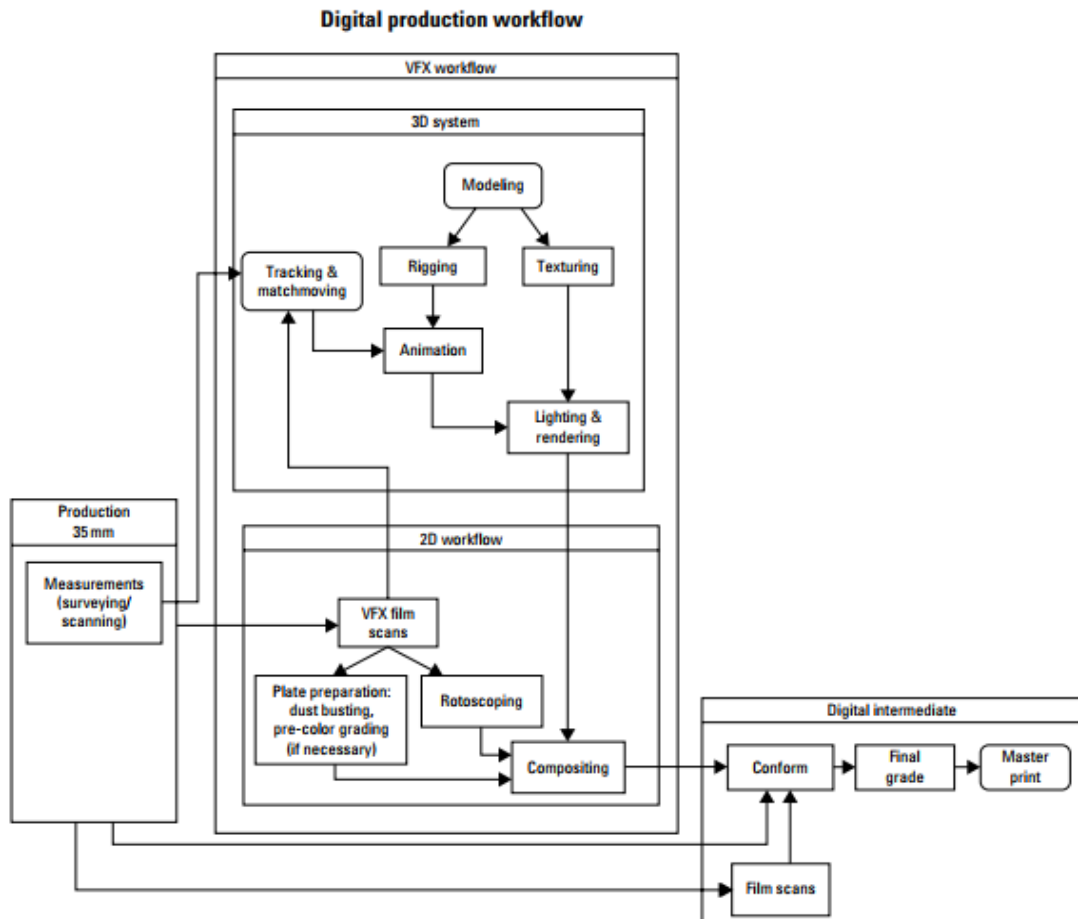 Digital production workflow
VFX workflow
3D system
Modeling
Rigging
Texturing
Tracking &
matchmoving
Animation
Lighting &
rendering
Production
35 mm
Measurements
(surveying/
scanning)
2D workflow
VFX film
scans
Plate preparation:
dust busting,
pre-color grading
(if necessary)
Rotoscoping
Compositing
Digital intermediate
Conform
Final
grade
Master
print
Film scans